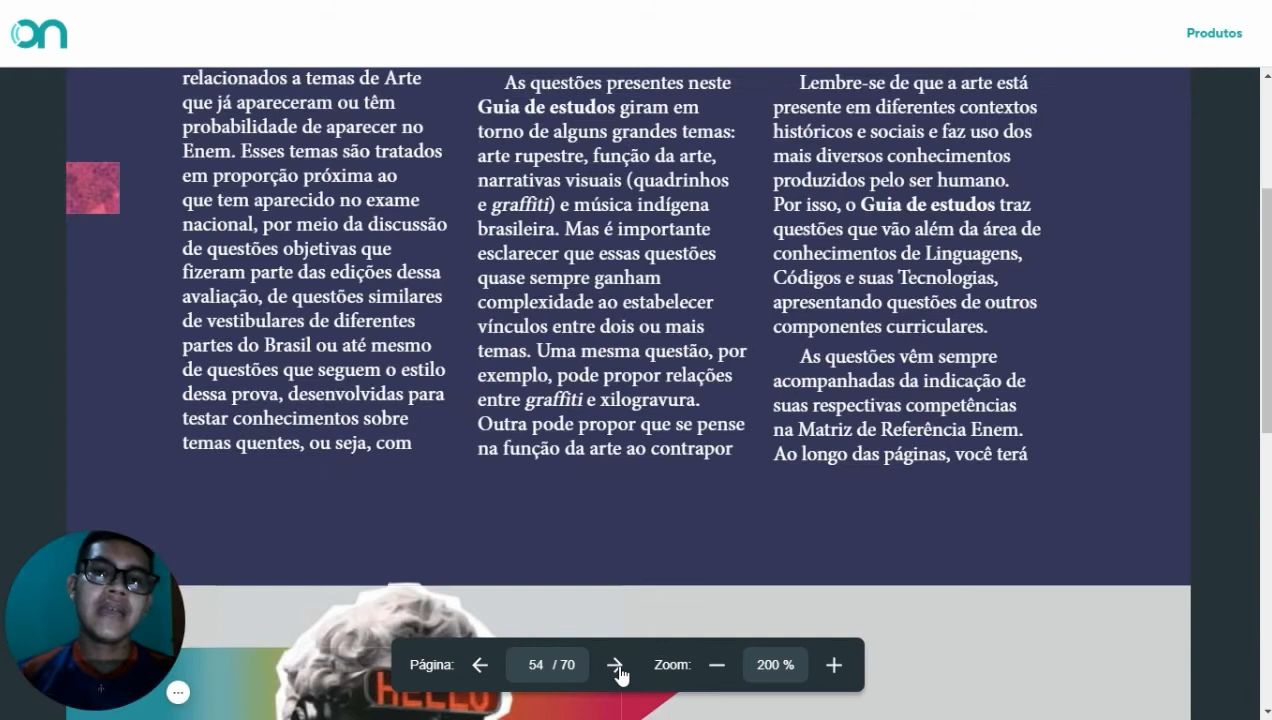 on
Produtos
relacionados a temas de Arte
que já apareceram ou têm
probabilidade de aparecer no
Enem. Esses temas são tratados
em proporção próxima ao
que tem aparecido no exame
nacional, por meio da discussão
de questões objetivas que
fizeram parte das edições dessa
avaliação, de questões similares
de vestibulares de diferentes
partes do Brasil ou até mesmo
de questões que seguem o estilo
dessa prova, desenvolvidas para
testar conhecimentos sobre
temas quentes, ou seja, com
As questões presentes neste
Guia de estudos giram em
torno de alguns grandes temas:
arte rupestre, função da arte,
narrativas visuais (quadrinhos
e graffiti) e música indígena
brasileira. Mas é importante
esclarecer que essas questões
quase sempre ganham
complexidade ao estabelecer
vínculos entre dois ou mais
temas. Uma mesma questão, por
exemplo, pode propor relações
entre graffiti e xilogravura.
Outra pode propor que se pense
na função da arte ao contrapor
Lembre-se de que a arte está
presente em diferentes contextos
históricos e sociais e faz uso dos
mais diversos conhecimentos
produzidos pelo ser humano.
Por isso, o Guia de estudos traz
questões que vão além da área de
conhecimentos de Linguagens,
Códigos e suas Tecnologias,
apresentando questões de outros
componentes curriculares.
As questões vêm sempre
acompanhadas da indicação de
suas respectivas competências
na Matriz de Referência Enem.
Ao longo das páginas, você terá
HELLO
Página: 54 / 70 Zoom: 200 %